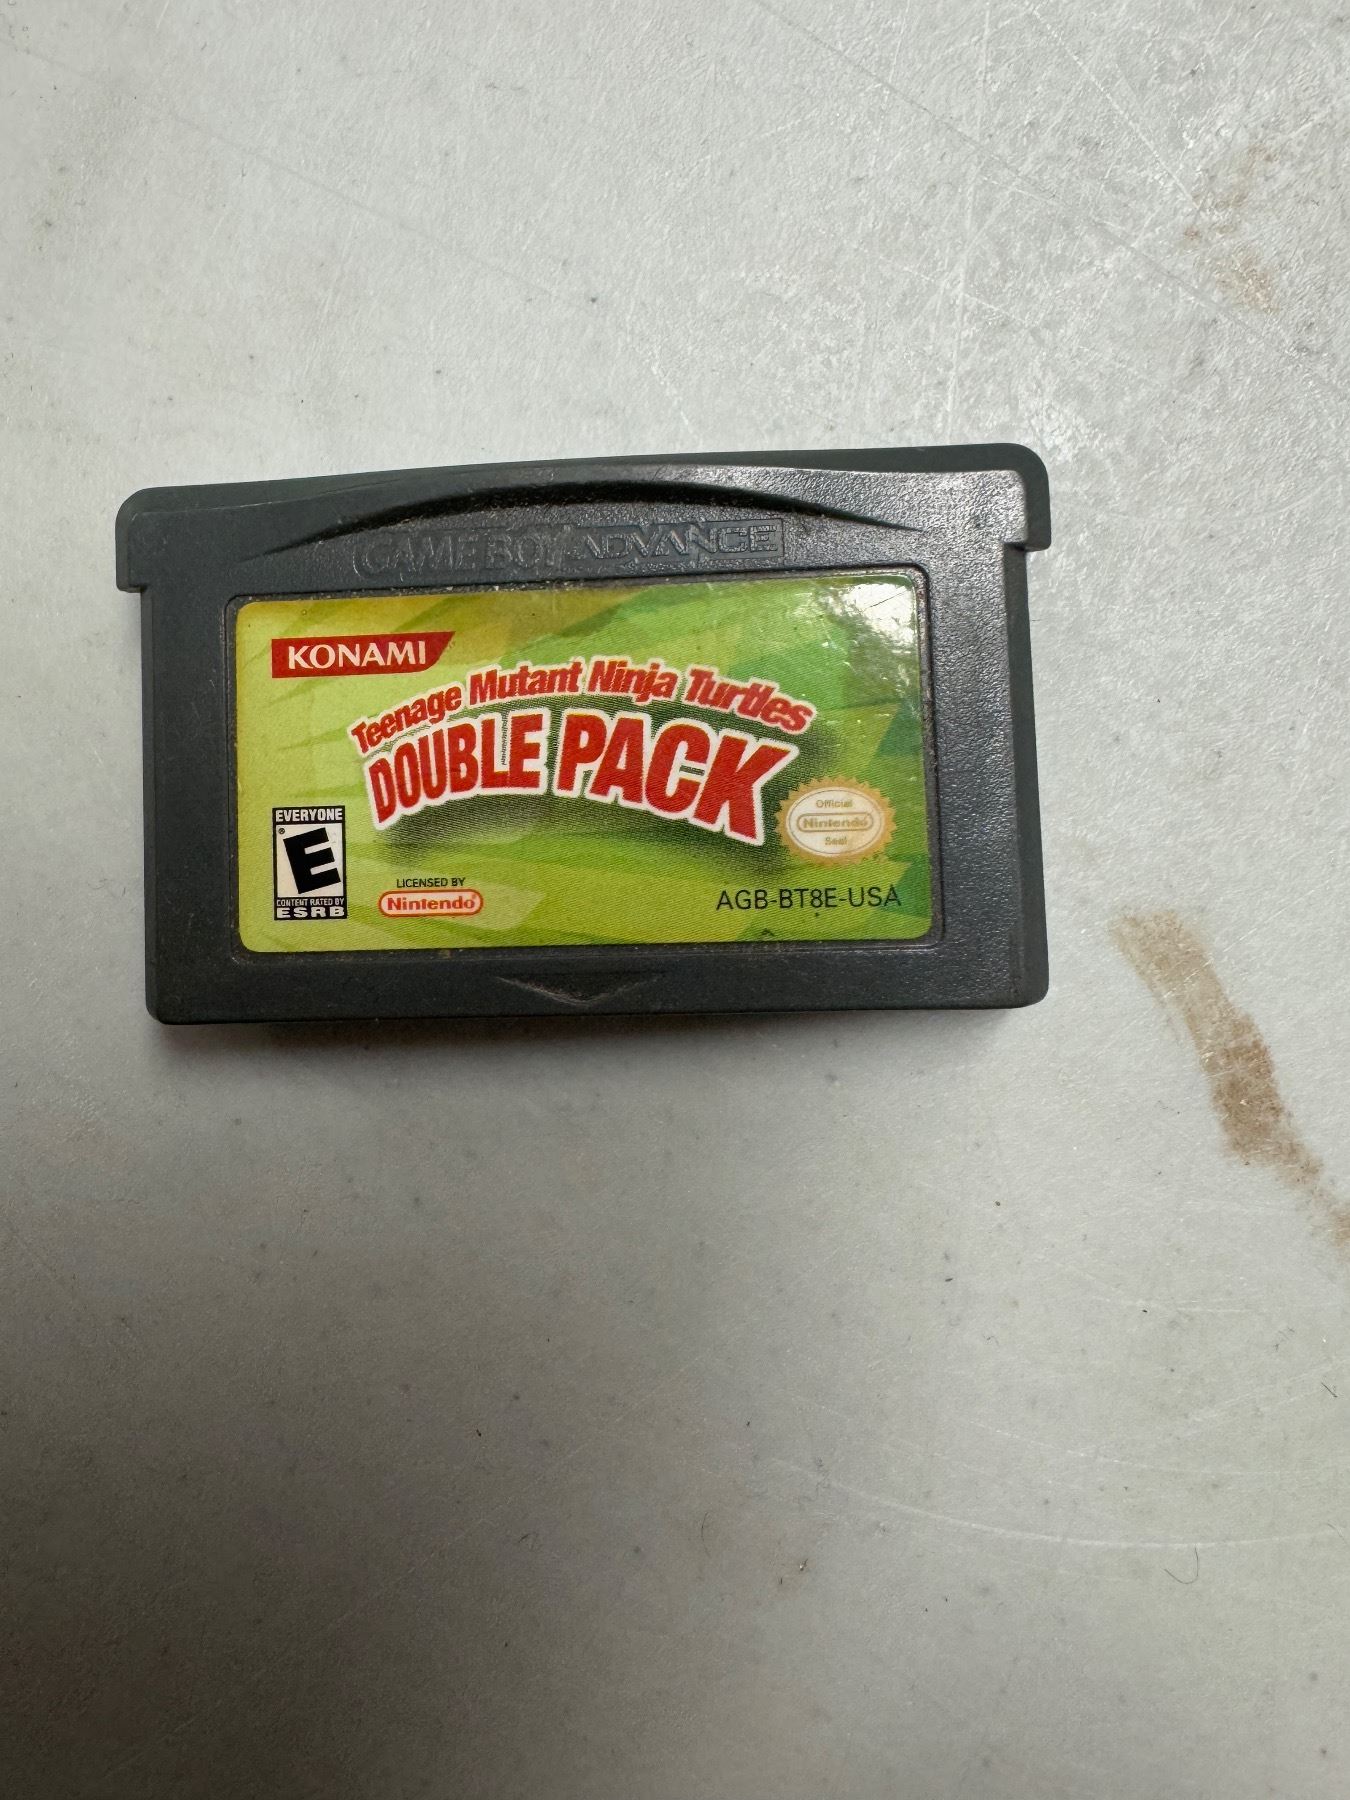 GAME BOY ADVANCE
KONAMI
Teenage Mutant Ninja Turtles
DOUBLE PACK
Official
Nintendo
Seal
EVERYONE
E
CONTENT RATED BY
ESRB
LICENSED BY
Nintendo
AGB-BT8E-USA